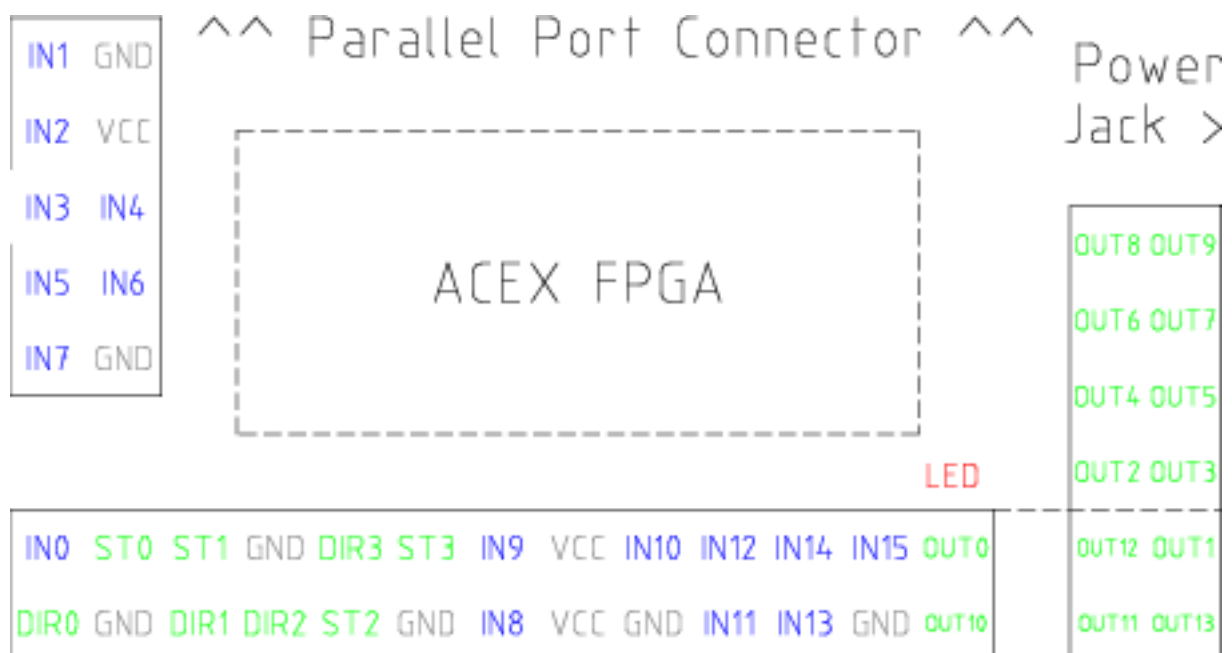 ^^ Parallel Port Connector ^^
Power
Jack >
IN1 GND
IN2 VCC
IN3 IN4
IN5 IN6
IN7 GND
ACEX FPGA
OUT8 OUT9
OUT6 OUT7
OUT4 OUT5
OUT2 OUT3
OUT12 OUT1
OUT11 OUT13
LED
IN0 ST0 ST1 GND DIR3 ST3 IN9 VCC IN10 IN12 IN14 IN15 OUT0
DIR0 GND DIR1 DIR2 ST2 GND IN8 VCC GND IN11 IN13 GND OUT10